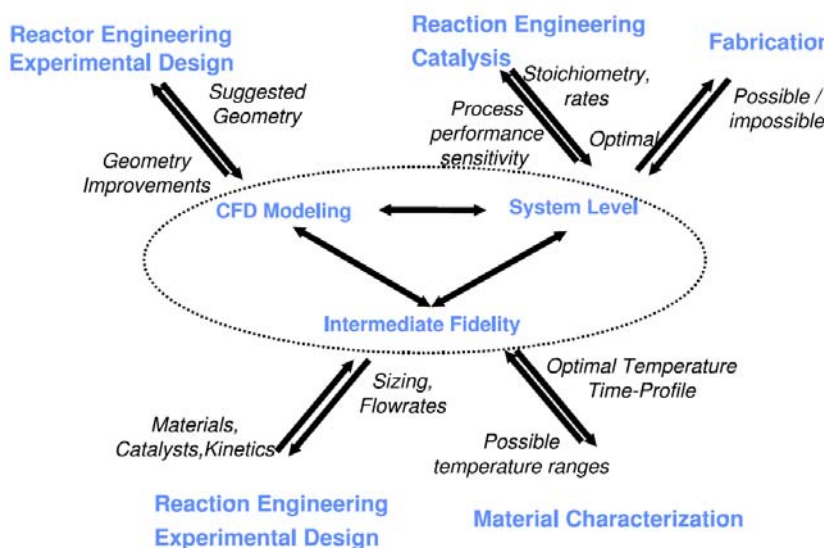 Reactor Engineering
Experimental Design
Reaction Engineering
Catalysis
Fabrication
Suggested
Geometry
Stoichiometry,
rates
Possible /
impossible
Process
performance
sensitivity
Optimal
Geometry
Improvements
CFD Modeling
System Level
Intermediate Fidelity
Sizing,
Flowrates
Optimal Temperature
Time-Profile
Materials,
Catalysts,Kinetics
Possible
temperature ranges
Reaction Engineering
Experimental Design
Material Characterization